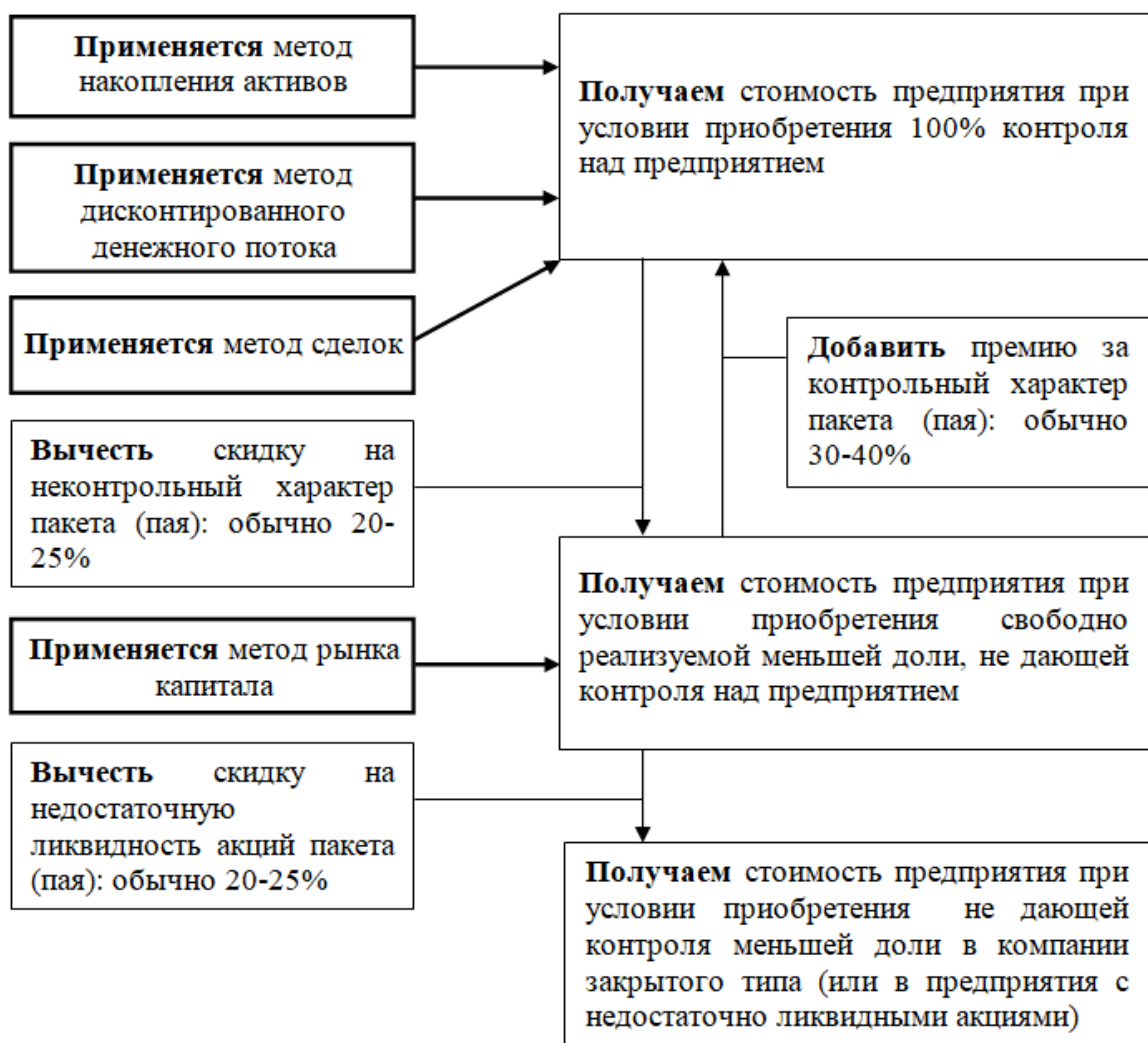 Применяется метод
накопления активов
Получаем стоимость предприятия при
условии приобретения 100% контроля
над предприятием
Применяется метод
дисконтированного
денежного потока
Применяется метод сделок
Добавить премию за
контрольный характер
пакета (пая): обычно
30-40%
Вычесть скидку на
неконтрольный характер
пакета (пая): обычно 20-
25%
Получаем стоимость предприятия при
условии приобретения свободно
реализуемой меньшей доли, не дающей
контроля над предприятием
Применяется метод рынка
капитала
Вычесть скидку на
недостаточную
ликвидность акций пакета
(пая): обычно 20-25%
Получаем стоимость предприятия при
условии приобретения не дающей
контроля меньшей доли в компании
закрытого типа (или в предприятия с
недостаточно ликвидными акциями)